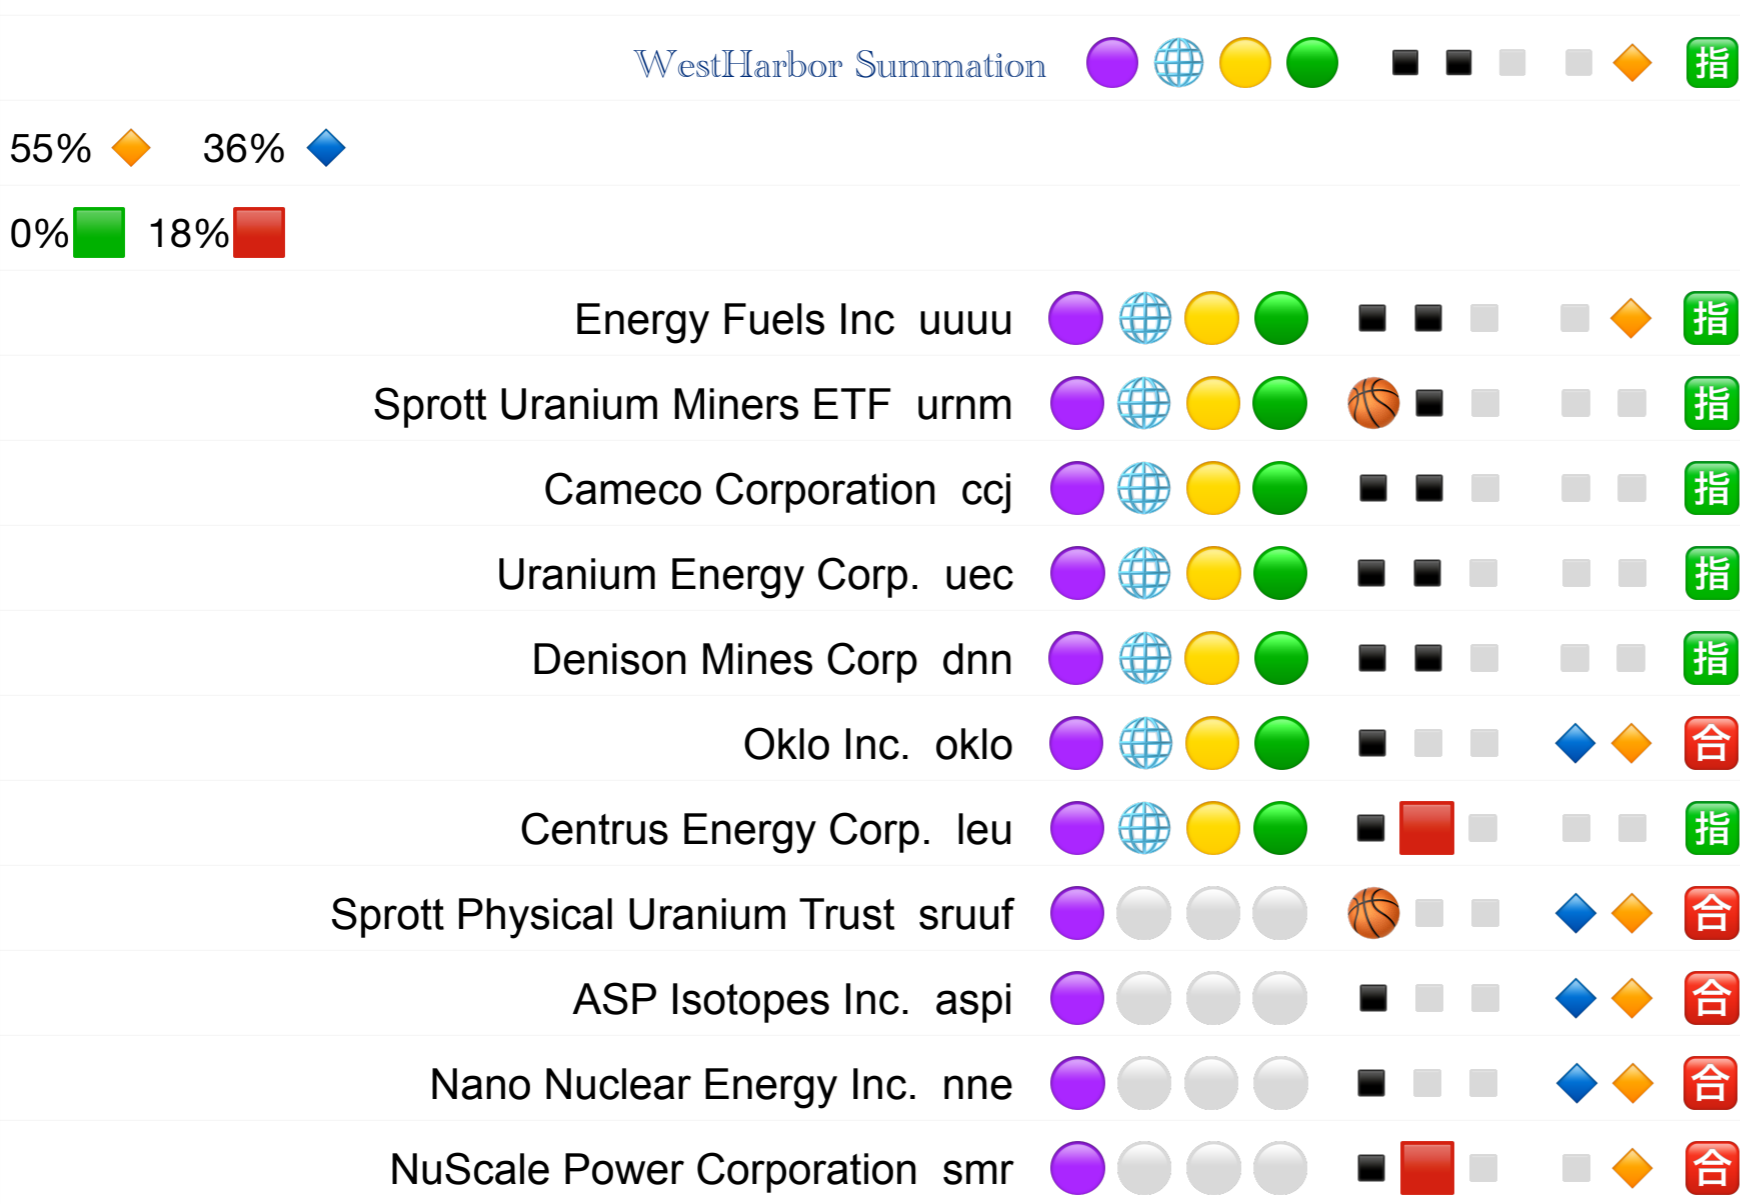 WestHarbor Summation 指
55% 36%
0% 18%
Energy Fuels Inc uuuu 指
Sprott Uranium Miners ETF urnm 指
Cameco Corporation ccj 指
Uranium Energy Corp. uec 指
Denison Mines Corp dnn 指
Oklo Inc. oklo 合
Centrus Energy Corp. leu 指
Sprott Physical Uranium Trust sruuf 合
ASP Isotopes Inc. aspi 合
Nano Nuclear Energy Inc. nne 合
NuScale Power Corporation smr 合